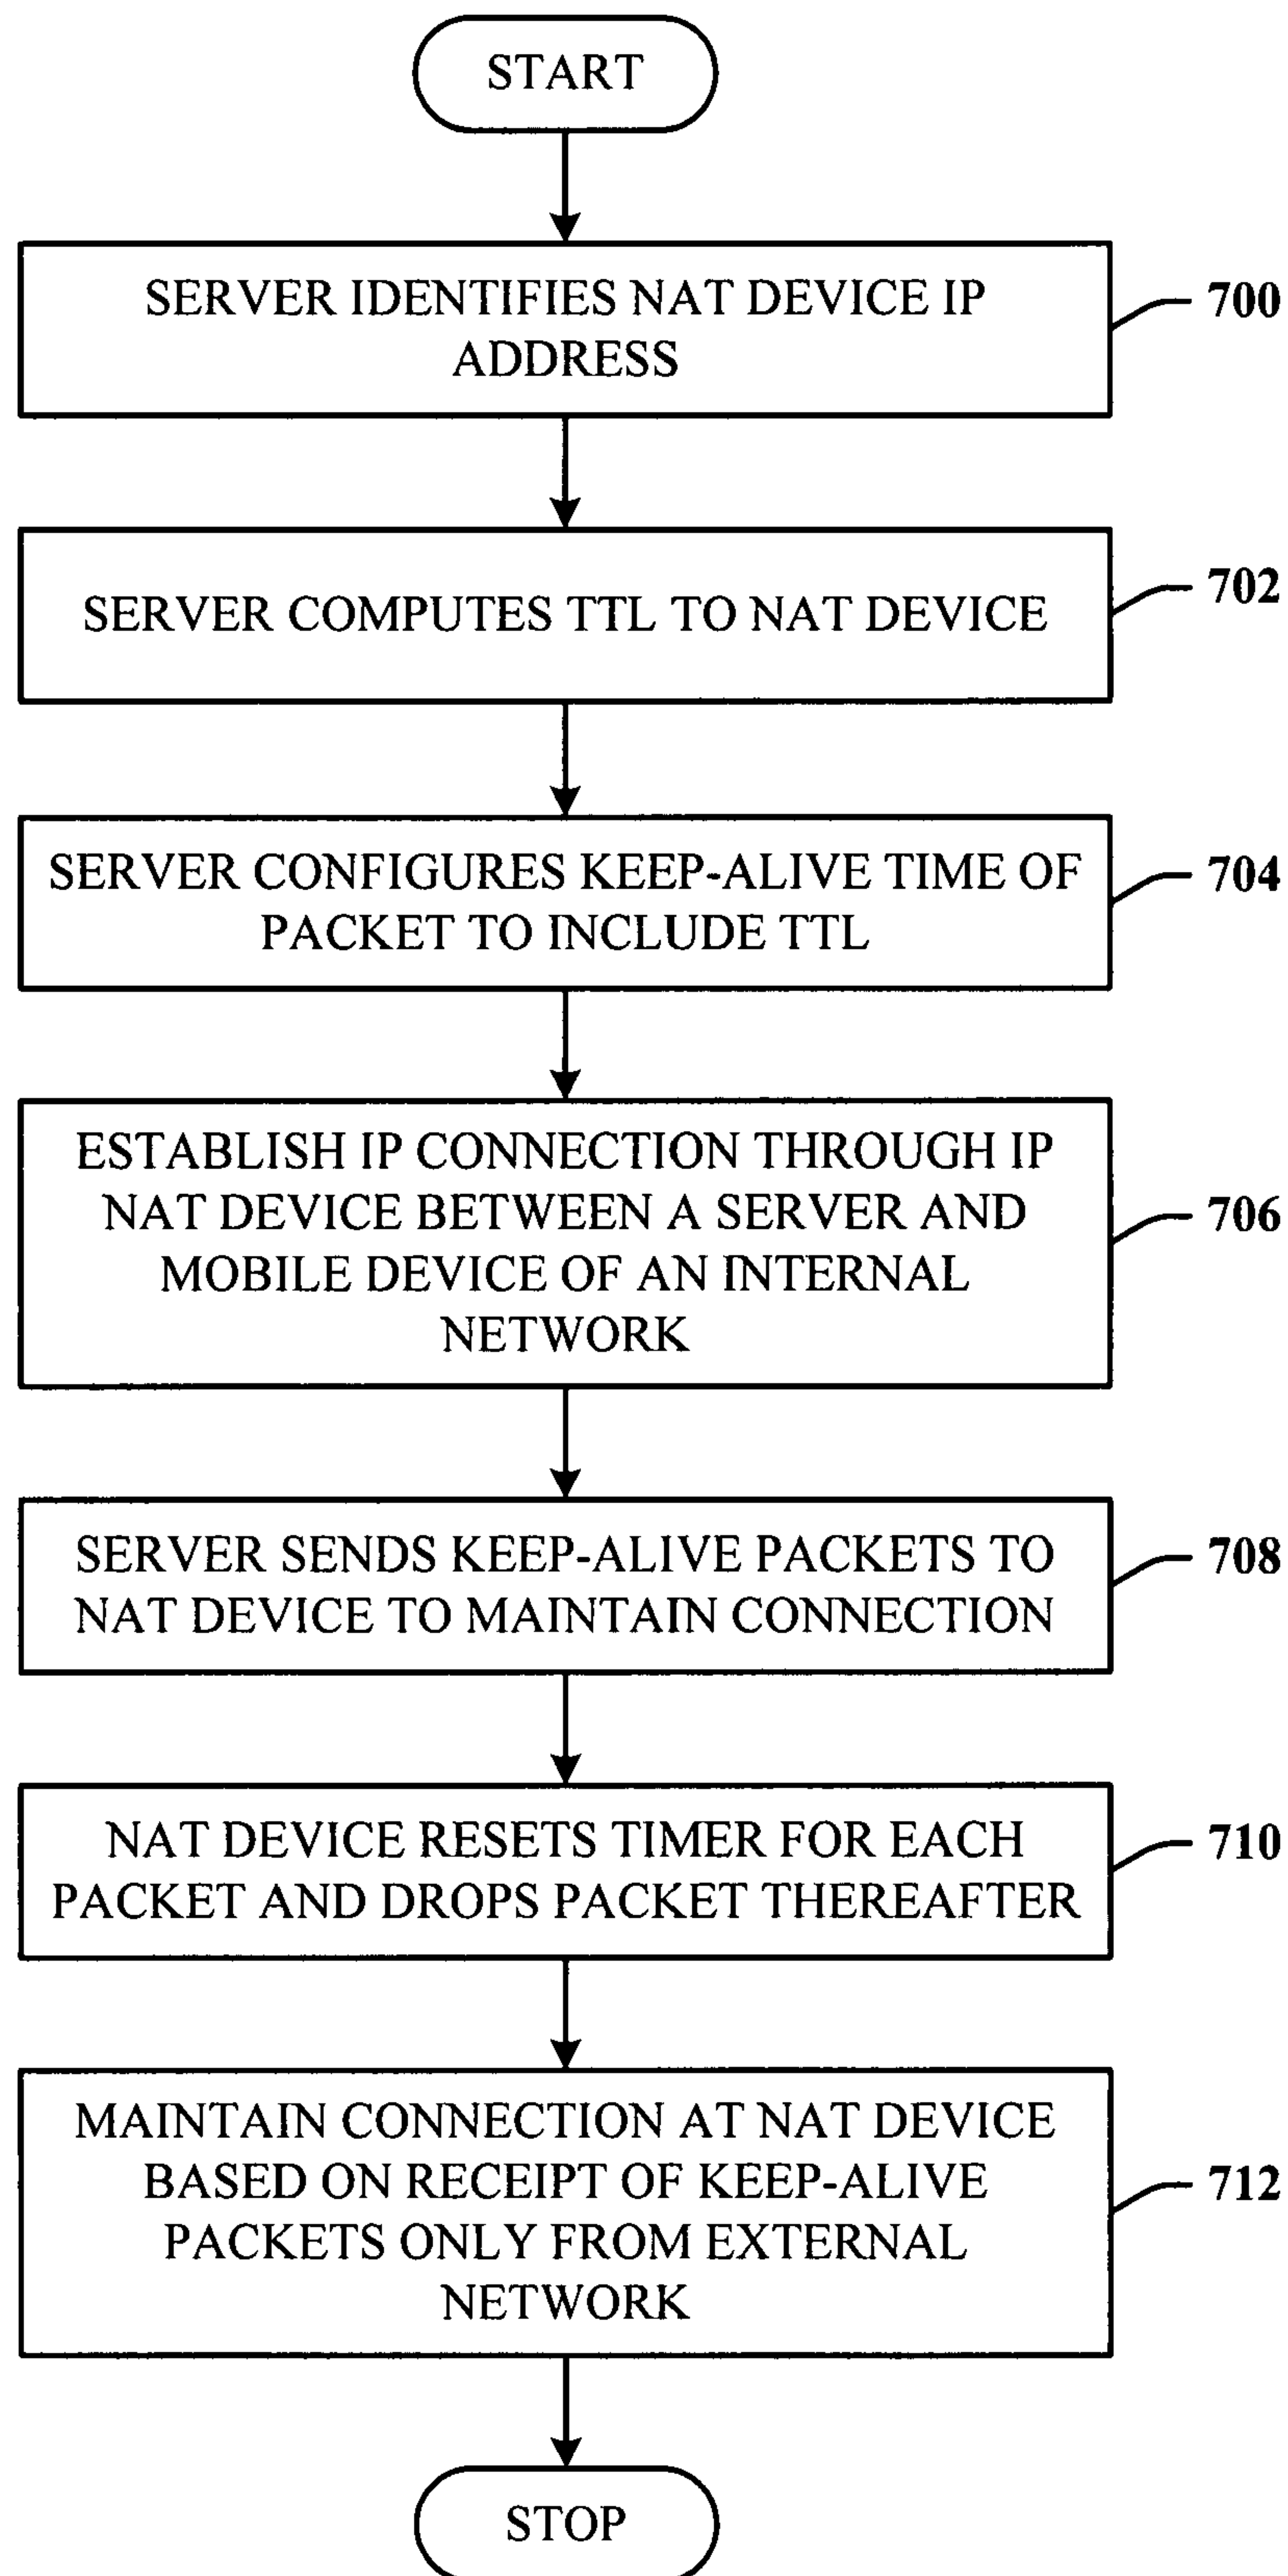 START
SERVER IDENTIFIES NAT DEVICE IP
ADDRESS
700
SERVER COMPUTES TTL TO NAT DEVICE
702
SERVER CONFIGURES KEEP-ALIVE TIME OF
PACKET TO INCLUDE TTL
704
ESTABLISH IP CONNECTION THROUGH IP
NAT DEVICE BETWEEN A SERVER AND
MOBILE DEVICE OF AN INTERNAL
NETWORK
706
SERVER SENDS KEEP-ALIVE PACKETS TO
NAT DEVICE TO MAINTAIN CONNECTION
708
NAT DEVICE RESETS TIMER FOR EACH
PACKET AND DROPS PACKET THEREAFTER
710
MAINTAIN CONNECTION AT NAT DEVICE
BASED ON RECEIPT OF KEEP-ALIVE
PACKETS ONLY FROM EXTERNAL
NETWORK
712
STOP